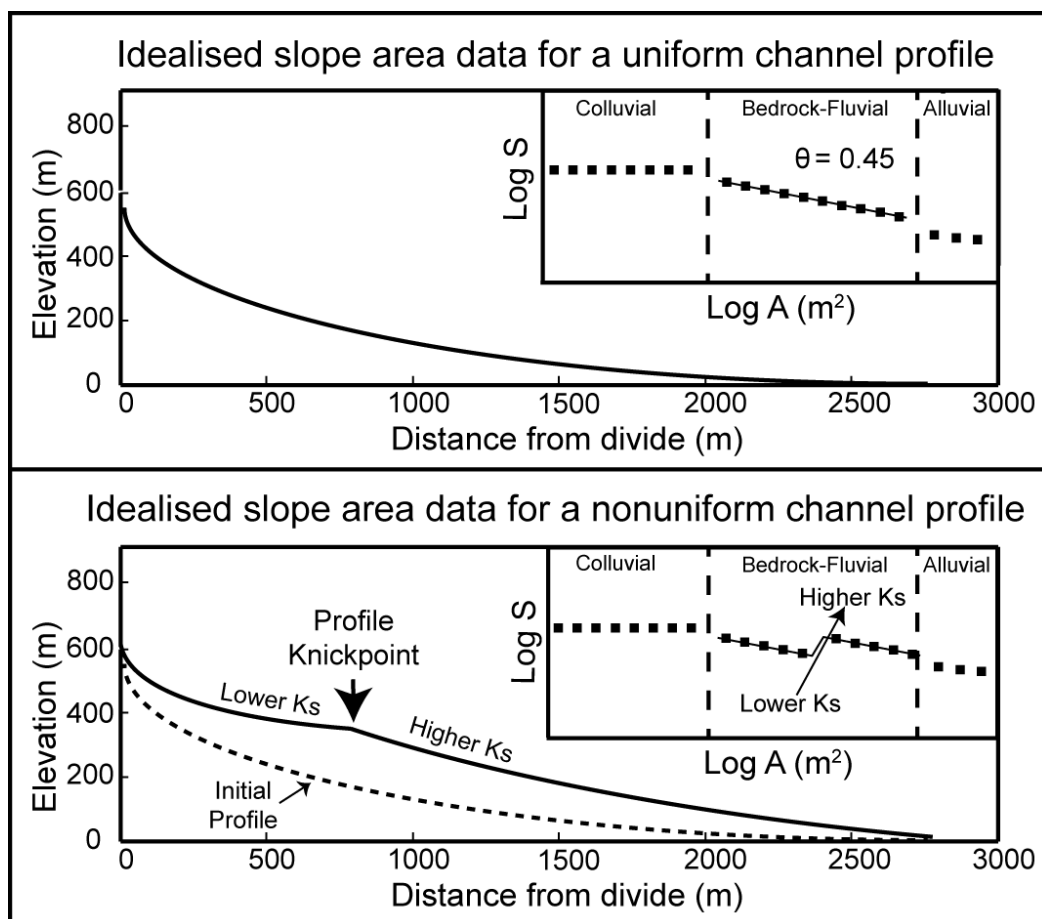 Idealised slope area data for a uniform channel profile
Elevation (m)
800
600
400
200
0
0
500
1000
1500
2000
2500
3000
Distance from divide (m)
Log S
Colluvial
Bedrock-Fluvial
Alluvial
θ = 0.45
Log A (m²)
Idealised slope area data for a nonuniform channel profile
Elevation (m)
800
600
400
200
0
0
500
1000
1500
2000
2500
3000
Distance from divide (m)
Profile
Knickpoint
Lower Ks
Higher Ks
Initial
Profile
Log S
Colluvial
Bedrock-Fluvial
Alluvial
Higher Ks
Lower Ks
Log A (m²)